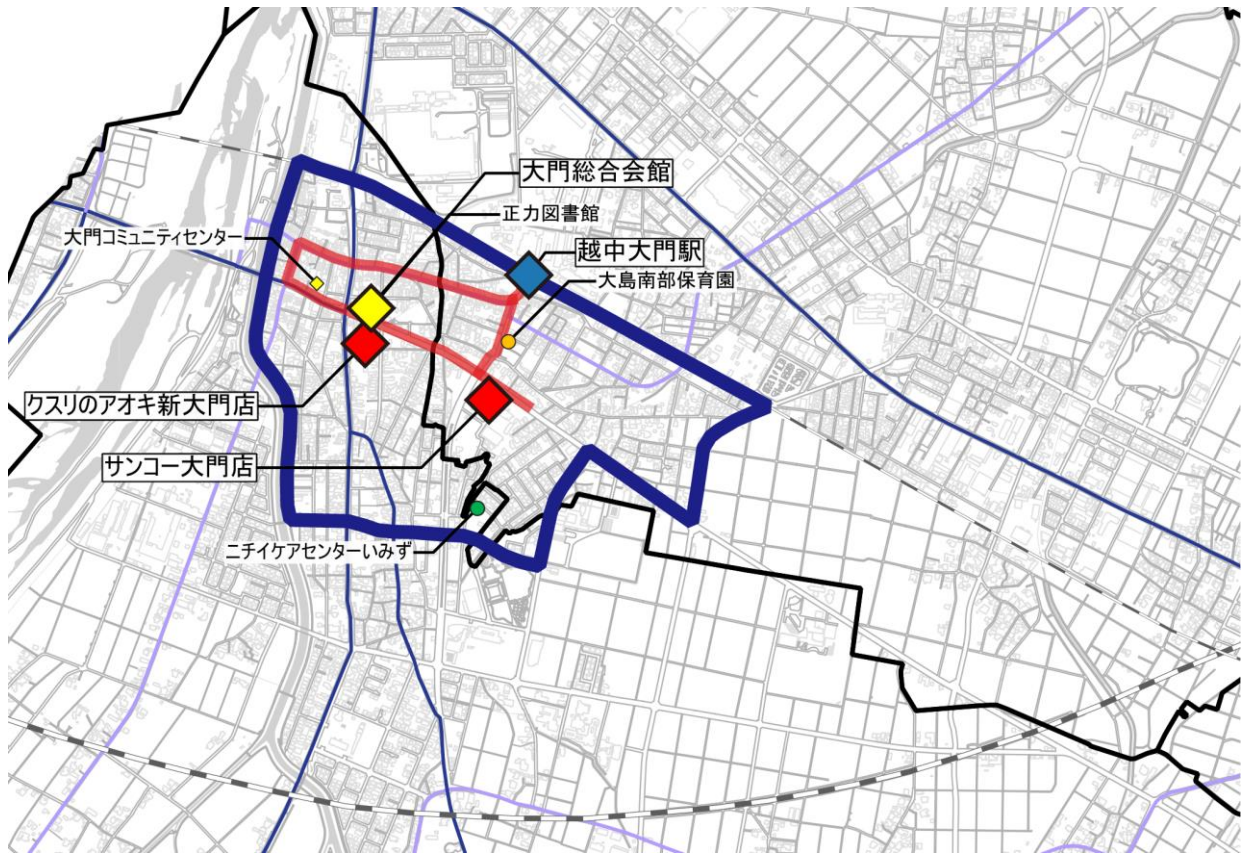 大門総合会館
正力図書館
大門コミュニティセンター
越中大門駅
大島南部保育園
クスリのアオキ新大門店
サンコー大門店
ニチイケアセンターいみず